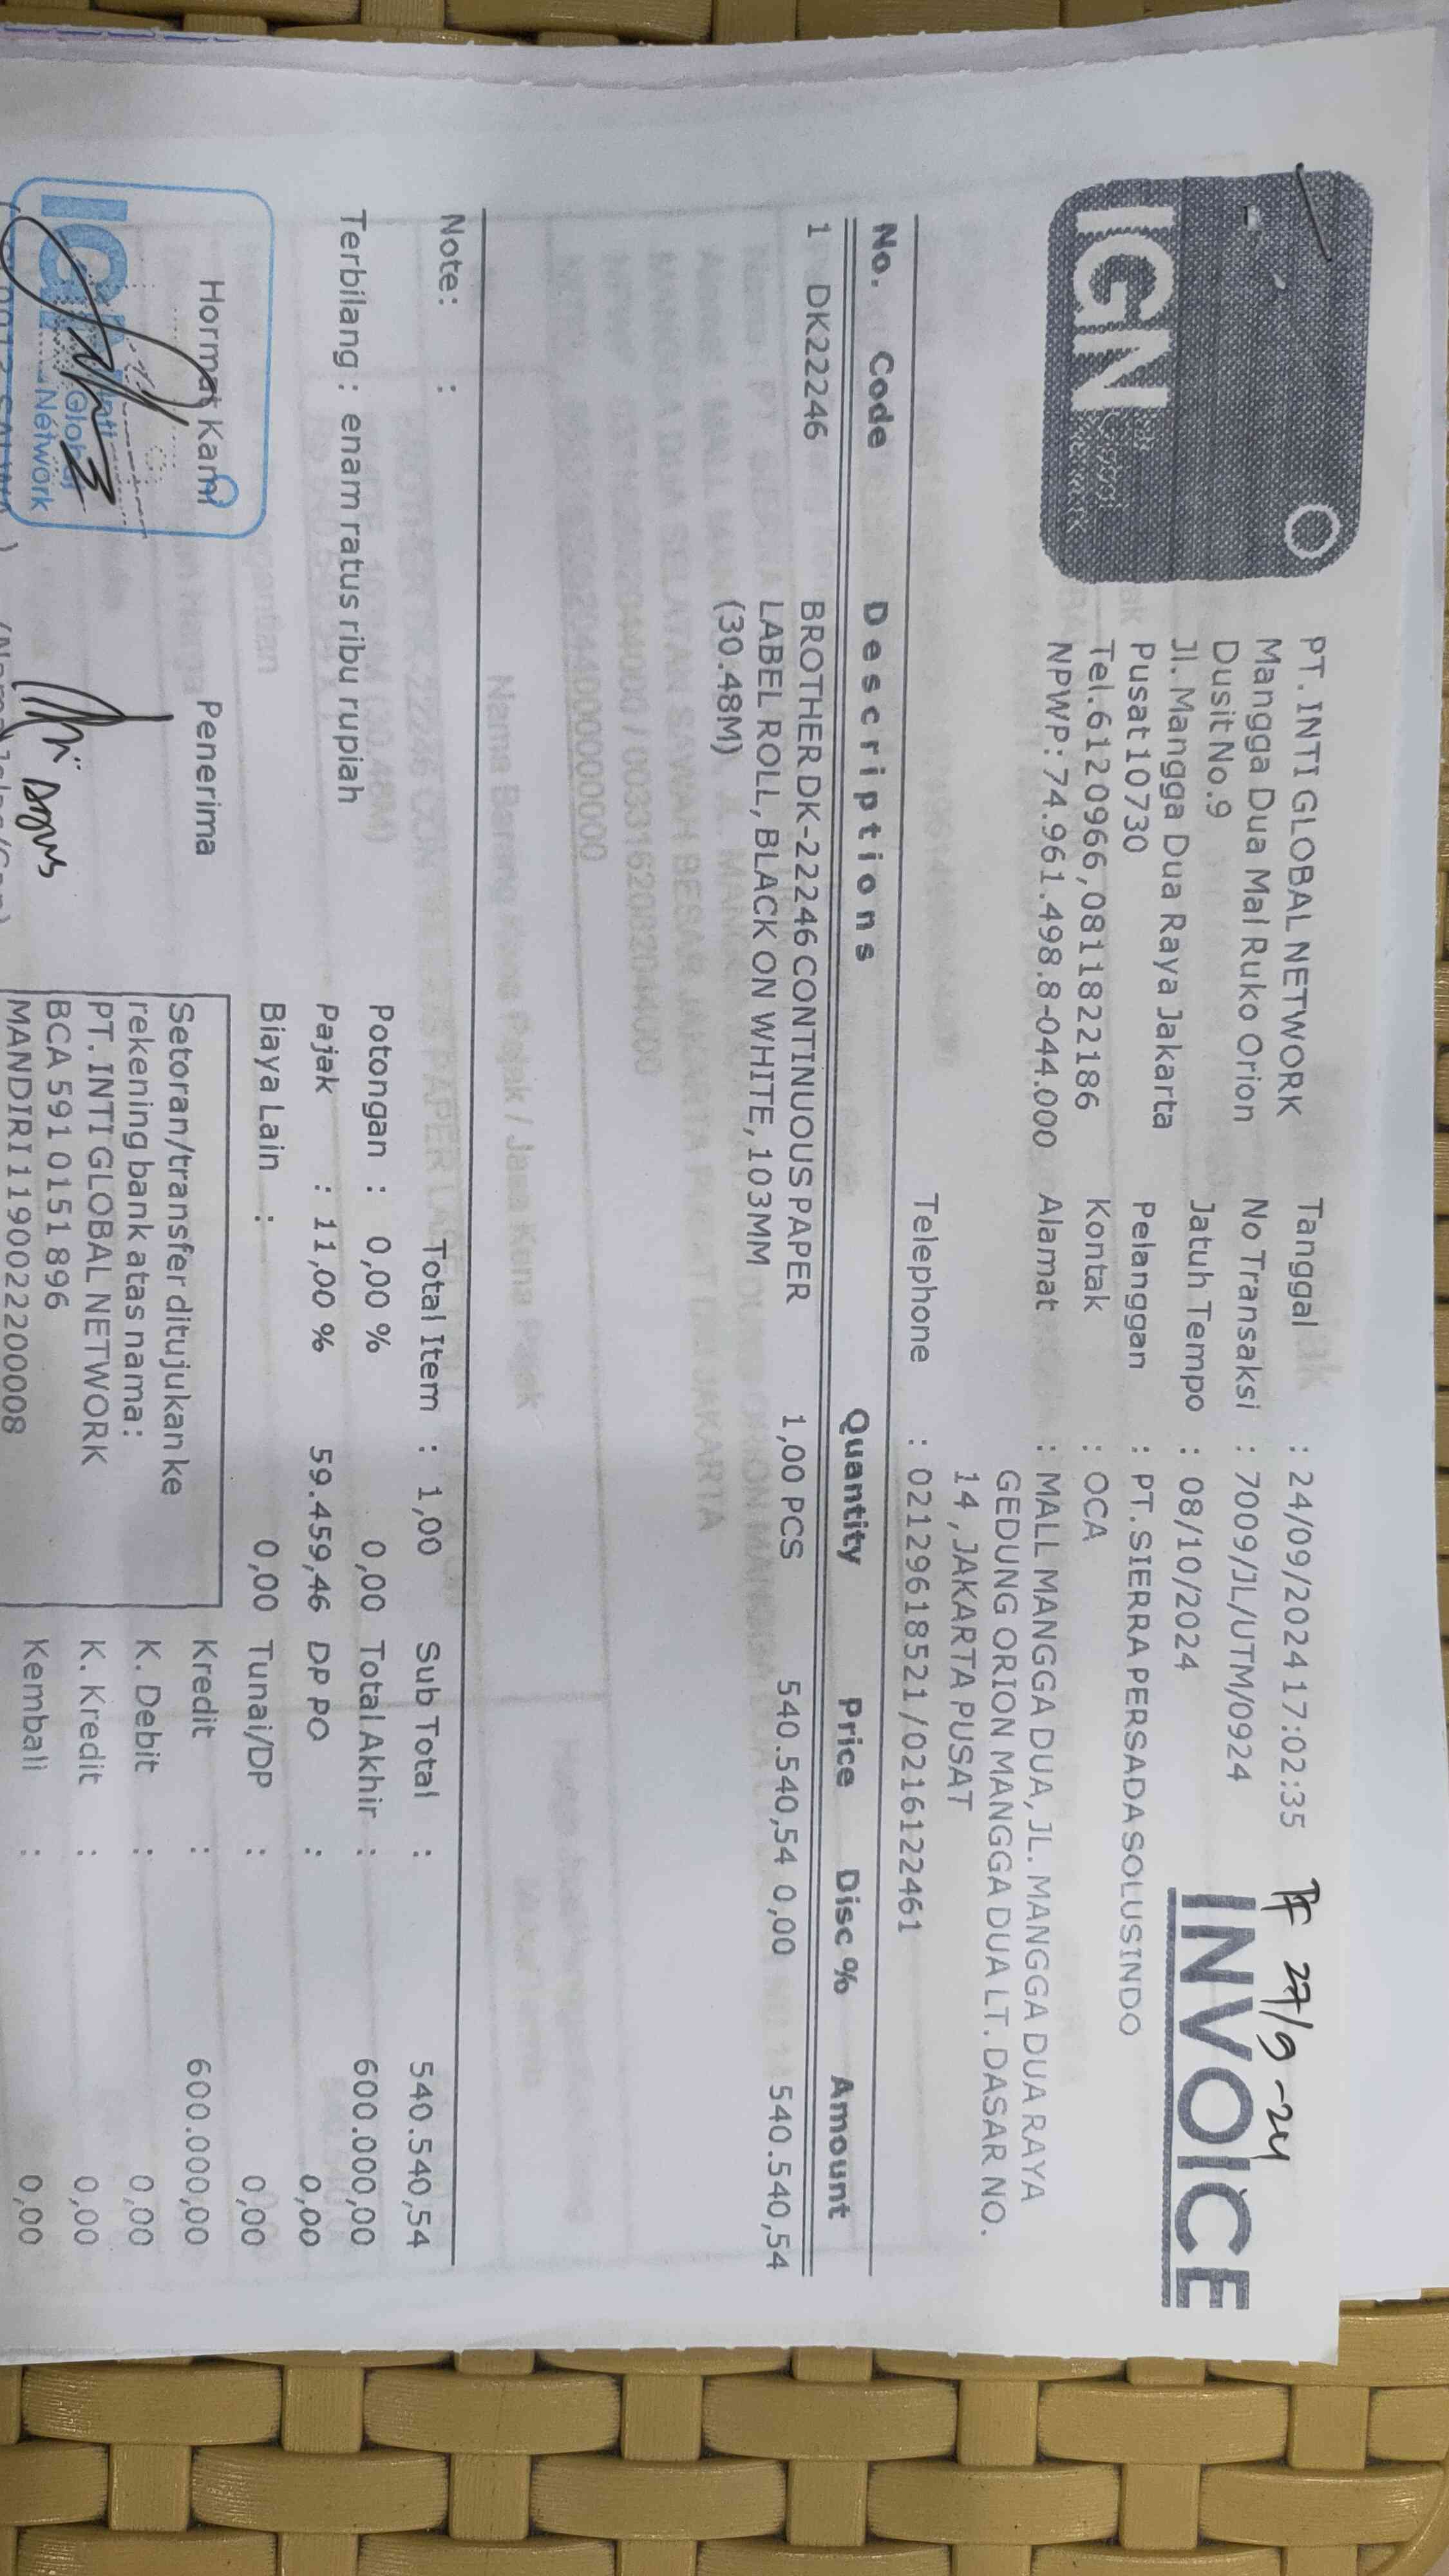 IGN
PT. INTI GLOBAL NETWORK
Mangga Dua Mal Ruko Orion
Dusit No.9
Jl. Mangga Dua Raya Jakarta
Pusat 10730
Tel. 6120966, 08118822186
NPWP: 74.961.498.8-044.000
TF 27/9-24
INVOICE
Tanggal : 24/09/2024 17:02:35
No Transaksi : 7009/JL/UTM/0924
Jatuh Tempo : 08/10/2024
Pelanggan : PT. SIERRA PERSADA SOLUSINDO
Kontak : OCA
Alamat : MALL MANGGA DUA, JL. MANGGA DUA RAYA
GEDUNG ORION MANGGA DUA LT. DASAR NO.
14 , JAKARTA PUSAT
Telephone : 02129618521 / 0216122461
No. Code Descriptions Quantity Price Disc % Amount
1 DK22246 BROTHER DK-22246 CONTINUOUS PAPER 1,00 PCS 540.540,54 0,00 540.540,54
LABEL ROLL, BLACK ON WHITE, 103MM
(30.48M)
Note: :
Terbilang : enam ratus ribu rupiah
Total Item : 1,00 Sub Total : 540.540,54
Potongan : 0,00 % 0,00 Total Akhir : 600.000,00
Pajak : 11,00 % 59.459,46 DP PO : 0,00
Biaya Lain : 0,00 Tunai/DP : 0,00
Kredit : 600.000,00
K. Debit : 0,00
K. Kredit : 0,00
Kembali : 0,00
Hormat Kami
Penerima
Setoran/transfer ditujukan ke
rekening bank atas nama :
PT. INTI GLOBAL NETWORK
BCA 591 0151 896
MANDIRI 1190022200008
Network